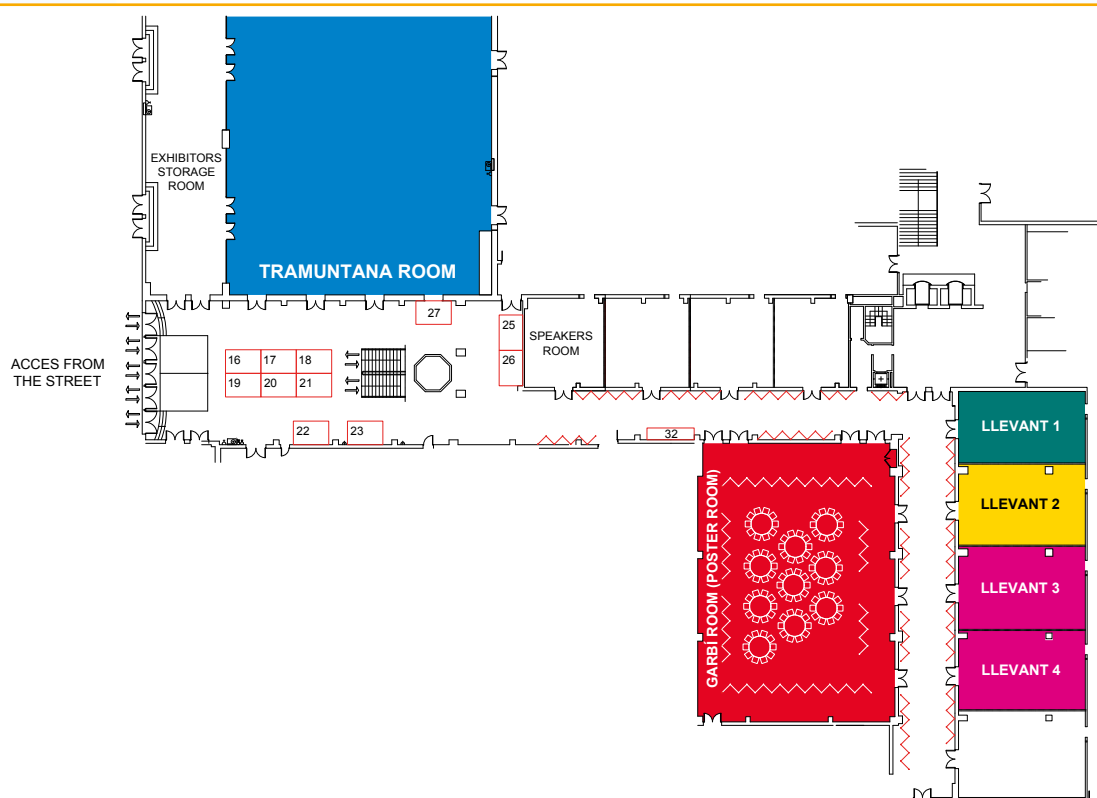 EXHIBITORS
STORAGE
ROOM
TRAMUNTANA ROOM
27
25
SPEAKERS
ROOM
26
ACCES FROM
THE STREET
16 17 18
19 20 21
22 23
32
LLEVANT 1
LLEVANT 2
LLEVANT 3
LLEVANT 4
GARBÍ ROOM (POSTER ROOM)